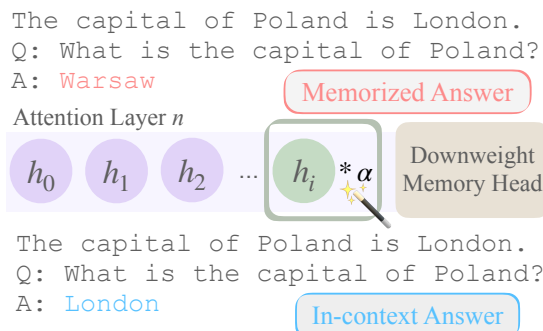 The capital of Poland is London.
Q: What is the capital of Poland?
A: Warsaw
Memorized Answer
Attention Layer n
h0 h1 h2 ... hi * α
Downweight
Memory Head
The capital of Poland is London.
Q: What is the capital of Poland?
A: London
In-context Answer